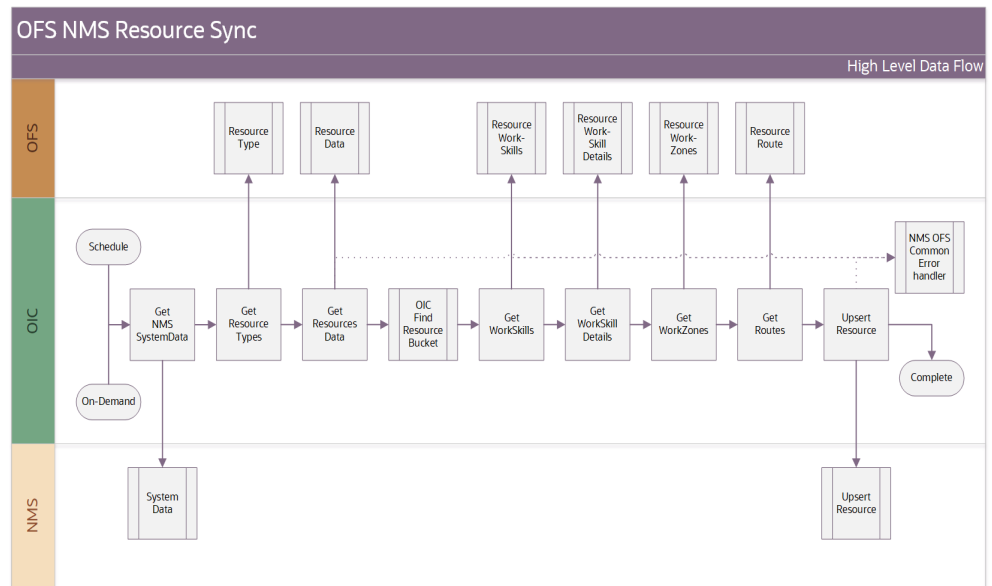 OFS NMS Resource Sync
High Level Data Flow
OFS
Resource
Type
Resource
Data
Resource
Work-
Skills
Resource
Work-
Skill
Details
Resource
Work-
Zones
Resource
Route
OIC
Schedule
On-Demand
Get
NMS
SystemData
Get
Resource
Types
Get
Resources
Data
OIC
Find
Resource
Bucket
Get
WorkSkills
Get
WorkSkill
Details
Get
WorkZones
Get
Routes
Upsert
Resource
NMS OFS
Common
Error
handler
Complete
NMS
System
Data
Upsert
Resource